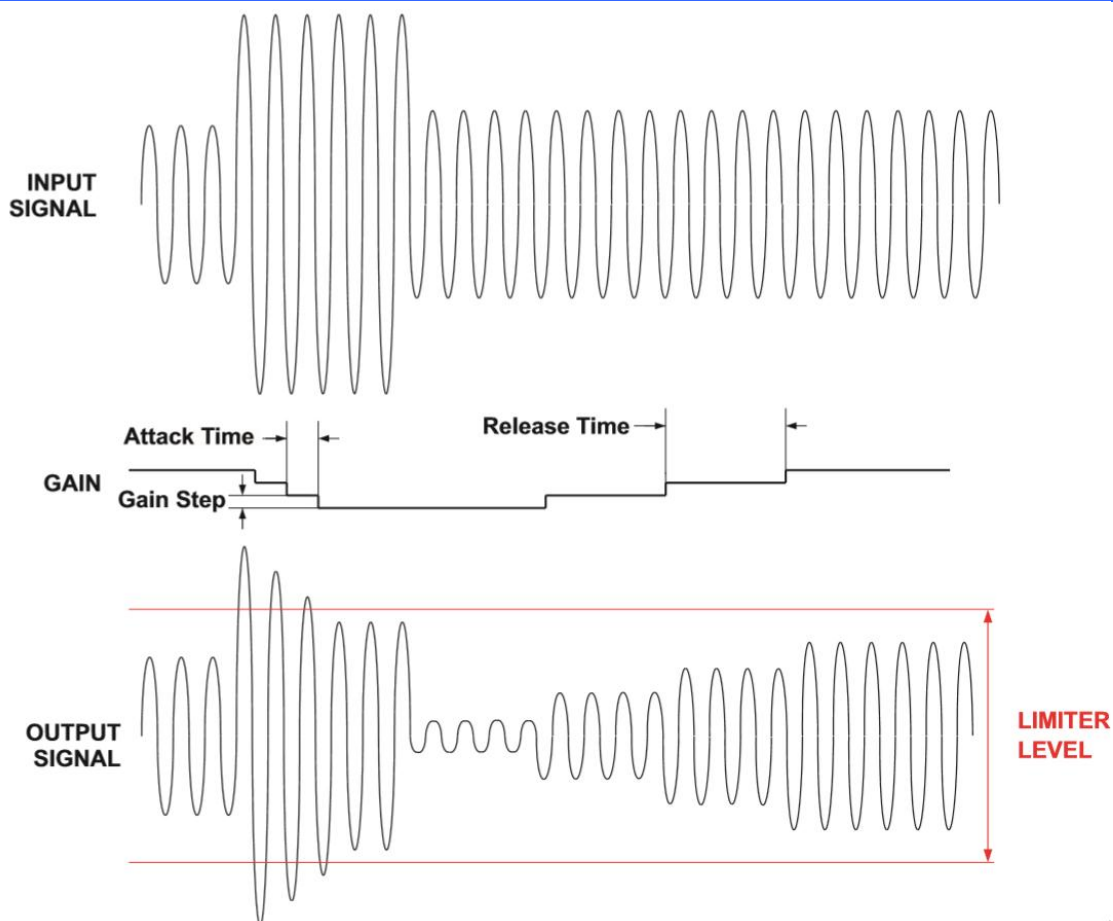 INPUT
SIGNAL
Attack Time
Release Time
GAIN
Gain Step
OUTPUT
SIGNAL
LIMITER
LEVEL